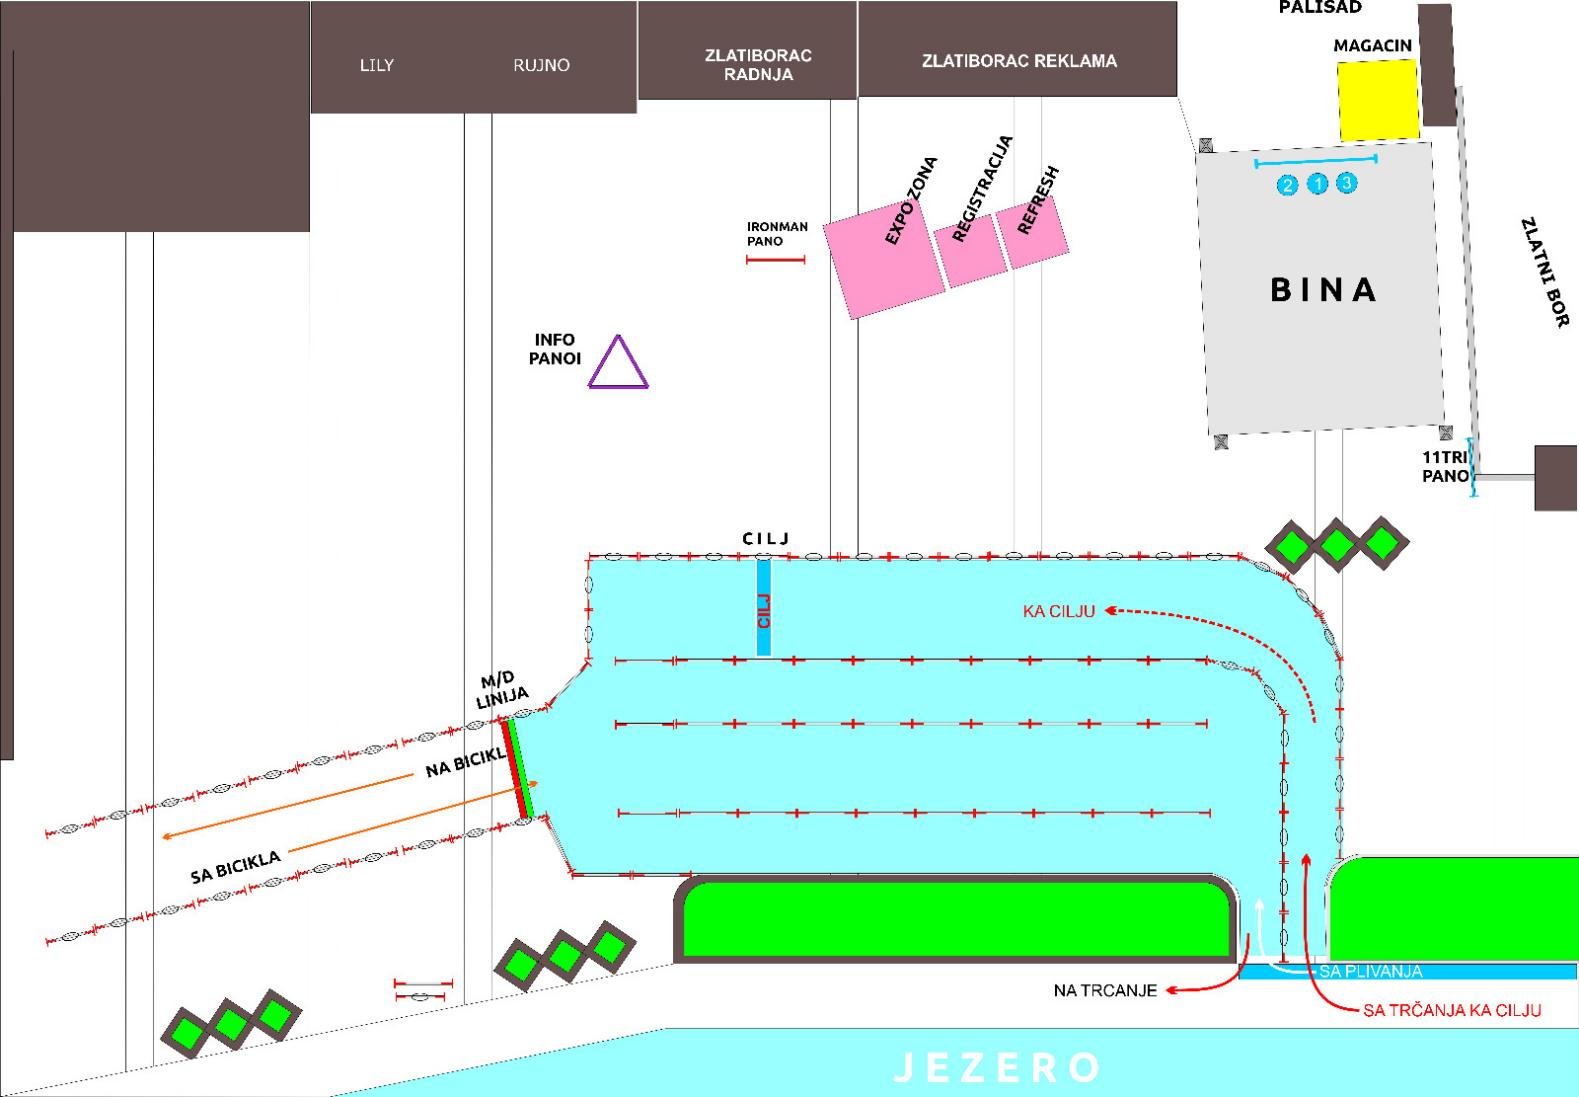 PALISAD
MAGACIN
LILY
RUJNO
ZLATIBORAC
RADNJA
ZLATIBORAC REKLAMA
EXPO ZONA
REGISTRACIJA
REFRESH
IRONMAN
PANO
2 1 3
BINA
ZLATNI BOR
INFO
PANOI
11TRI
PANO
CILJ
CILJ
KA CILJU
M/D
LINIJA
NA BICIKL
SA BICIKLA
SA PLIVANJA
NA TRCANJE
SA TRČANJA KA CILJU
JEZERO